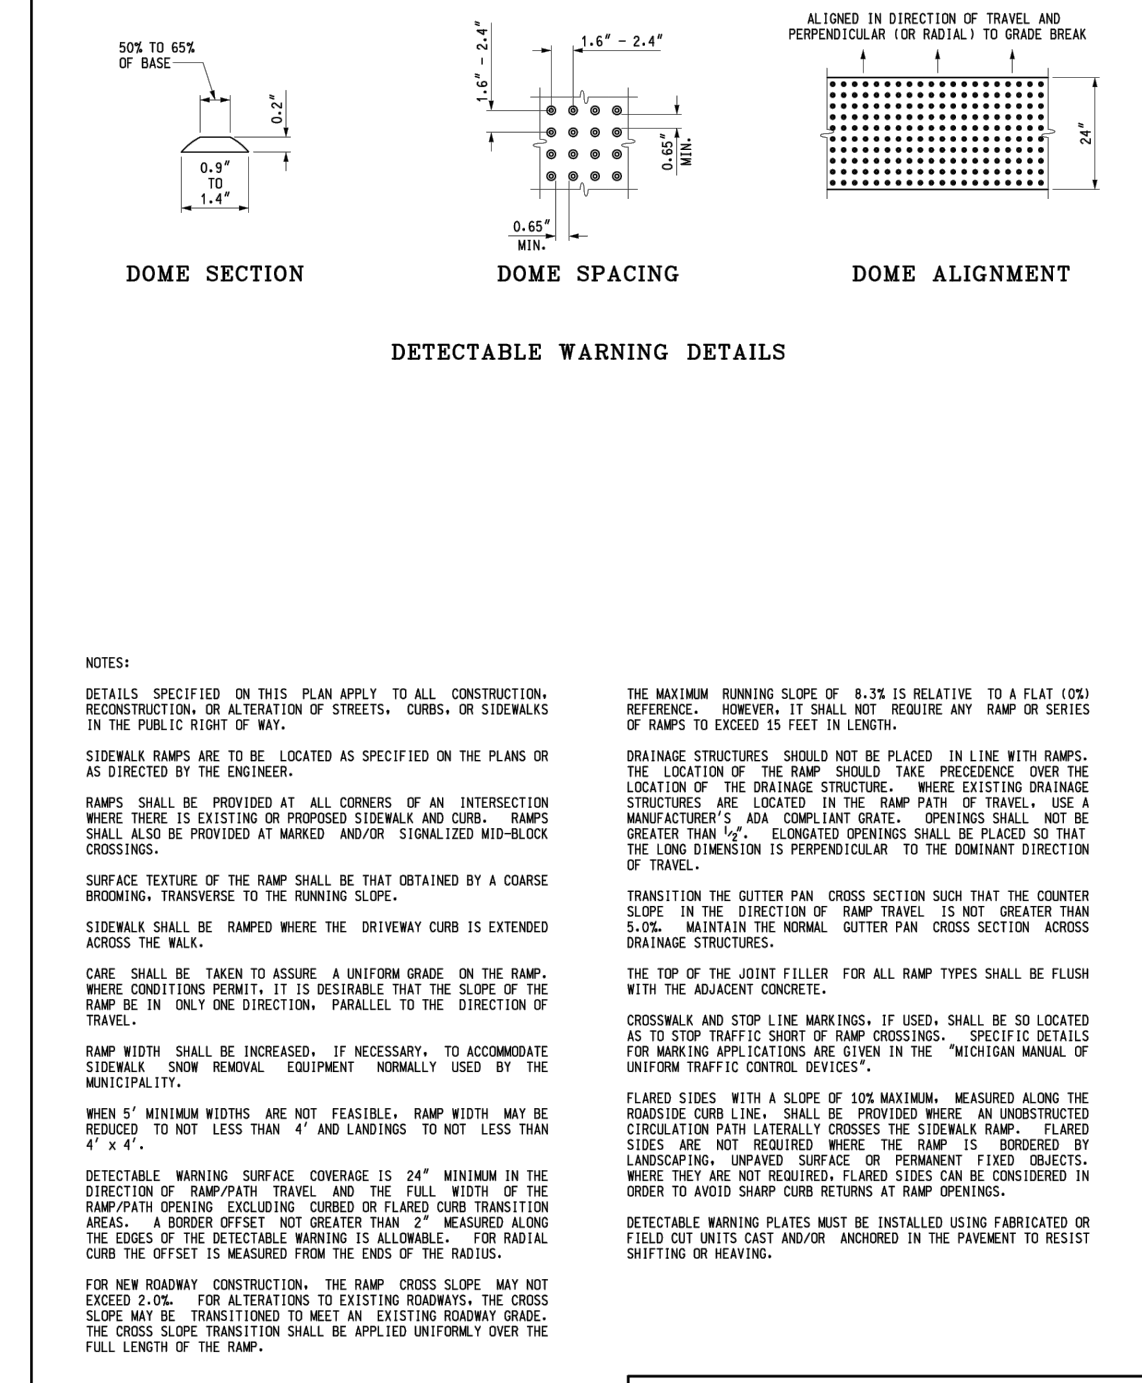 50% TO 65%
OF BASE
0.2"
0.9"
TO
1.4"
DOME SECTION
1.6" - 2.4"
1.6" - 2.4"
0.65"
MIN.
0.65"
MIN.
DOME SPACING
ALIGNED IN DIRECTION OF TRAVEL AND
PERPENDICULAR (OR RADIAL) TO GRADE BREAK
24"
DOME ALIGNMENT
DETECTABLE WARNING DETAILS
NOTES:
DETAILS SPECIFIED ON THIS PLAN APPLY TO ALL CONSTRUCTION,
RECONSTRUCTION, OR ALTERATION OF STREETS, CURBS, OR SIDEWALKS
IN THE PUBLIC RIGHT OF WAY.
SIDEWALK RAMPS ARE TO BE LOCATED AS SPECIFIED ON THE PLANS OR
AS DIRECTED BY THE ENGINEER.
RAMPS SHALL BE PROVIDED AT ALL CORNERS OF AN INTERSECTION
WHERE THERE IS EXISTING OR PROPOSED SIDEWALK AND CURB. RAMPS
SHALL ALSO BE PROVIDED AT MARKED AND/OR SIGNALIZED MID-BLOCK
CROSSINGS.
SURFACE TEXTURE OF THE RAMP SHALL BE THAT OBTAINED BY A COARSE
BROOMING, TRANSVERSE TO THE RUNNING SLOPE.
SIDEWALK SHALL BE RAMPED WHERE THE DRIVEWAY CURB IS EXTENDED
ACROSS THE WALK.
CARE SHALL BE TAKEN TO ASSURE A UNIFORM GRADE ON THE RAMP.
WHERE CONDITIONS PERMIT, IT IS DESIRABLE THAT THE SLOPE OF THE
RAMP BE IN ONLY ONE DIRECTION, PARALLEL TO THE DIRECTION OF
TRAVEL.
RAMP WIDTH SHALL BE INCREASED, IF NECESSARY, TO ACCOMMODATE
SIDEWALK SNOW REMOVAL EQUIPMENT NORMALLY USED BY THE
MUNICIPALITY.
WHEN 5' MINIMUM WIDTHS ARE NOT FEASIBLE, RAMP WIDTH MAY BE
REDUCED TO NOT LESS THAN 4' AND LANDINGS TO NOT LESS THAN
4' x 4'.
DETECTABLE WARNING SURFACE COVERAGE IS 24" MINIMUM IN THE
DIRECTION OF RAMP/PATH TRAVEL AND THE FULL WIDTH OF THE
RAMP/PATH OPENING EXCLUDING CURBED OR FLARED CURB TRANSITION
AREAS. A BORDER OFFSET NOT GREATER THAN 2" MEASURED ALONG
THE EDGES OF THE DETECTABLE WARNING IS ALLOWABLE. FOR RADIAL
CURB THE OFFSET IS MEASURED FROM THE ENDS OF THE RADIUS.
FOR NEW ROADWAY CONSTRUCTION, THE RAMP CROSS SLOPE MAY NOT
EXCEED 2.0%. FOR ALTERATIONS TO EXISTING ROADWAYS, THE CROSS
SLOPE MAY BE TRANSITIONED TO MEET AN EXISTING ROADWAY GRADE.
THE CROSS SLOPE TRANSITION SHALL BE APPLIED UNIFORMLY OVER THE
FULL LENGTH OF THE RAMP.
THE MAXIMUM RUNNING SLOPE OF 8.3% IS RELATIVE TO A FLAT (0%)
REFERENCE. HOWEVER, IT SHALL NOT REQUIRE ANY RAMP OR SERIES
OF RAMPS TO EXCEED 15 FEET IN LENGTH.
DRAINAGE STRUCTURES SHOULD NOT BE PLACED IN LINE WITH RAMPS.
THE LOCATION OF THE RAMP SHOULD TAKE PRECEDENCE OVER THE
LOCATION OF THE DRAINAGE STRUCTURE. WHERE EXISTING DRAINAGE
STRUCTURES ARE LOCATED IN THE RAMP PATH OF TRAVEL, USE A
MANUFACTURER'S ADA COMPLIANT GRATE. OPENINGS SHALL NOT BE
GREATER THAN 1/2". ELONGATED OPENINGS SHALL BE PLACED SO THAT
THE LONG DIMENSION IS PERPENDICULAR TO THE DOMINANT DIRECTION
OF TRAVEL.
TRANSITION THE GUTTER PAN CROSS SECTION SUCH THAT THE COUNTER
SLOPE IN THE DIRECTION OF RAMP TRAVEL IS NOT GREATER THAN
5.0%. MAINTAIN THE NORMAL GUTTER PAN CROSS SECTION ACROSS
DRAINAGE STRUCTURES.
THE TOP OF THE JOINT FILLER FOR ALL RAMP TYPES SHALL BE FLUSH
WITH THE ADJACENT CONCRETE.
CROSSWALK AND STOP LINE MARKINGS, IF USED, SHALL BE SO LOCATED
AS TO STOP TRAFFIC SHORT OF RAMP CROSSINGS. SPECIFIC DETAILS
FOR MARKING APPLICATIONS ARE GIVEN IN THE "MICHIGAN MANUAL OF
UNIFORM TRAFFIC CONTROL DEVICES".
FLARED SIDES WITH A SLOPE OF 10% MAXIMUM, MEASURED ALONG THE
ROADSIDE CURB LINE, SHALL BE PROVIDED WHERE AN UNOBSTRUCTED
CIRCULATION PATH LATERALLY CROSSES THE SIDEWALK RAMP. FLARED
SIDES ARE NOT REQUIRED WHERE THE RAMP IS BORDERED BY
LANDSCAPING, UNPAVED SURFACE OR PERMANENT FIXED OBJECTS.
WHERE THEY ARE NOT REQUIRED, FLARED SIDES CAN BE CONSIDERED IN
ORDER TO AVOID SHARP CURB RETURNS AT RAMP OPENINGS.
DETECTABLE WARNING PLATES MUST BE INSTALLED USING FABRICATED OR
FIELD CUT UNITS CAST AND/OR ANCHORED IN THE PAVEMENT TO RESIST
SHIFTING OR HEAVING.